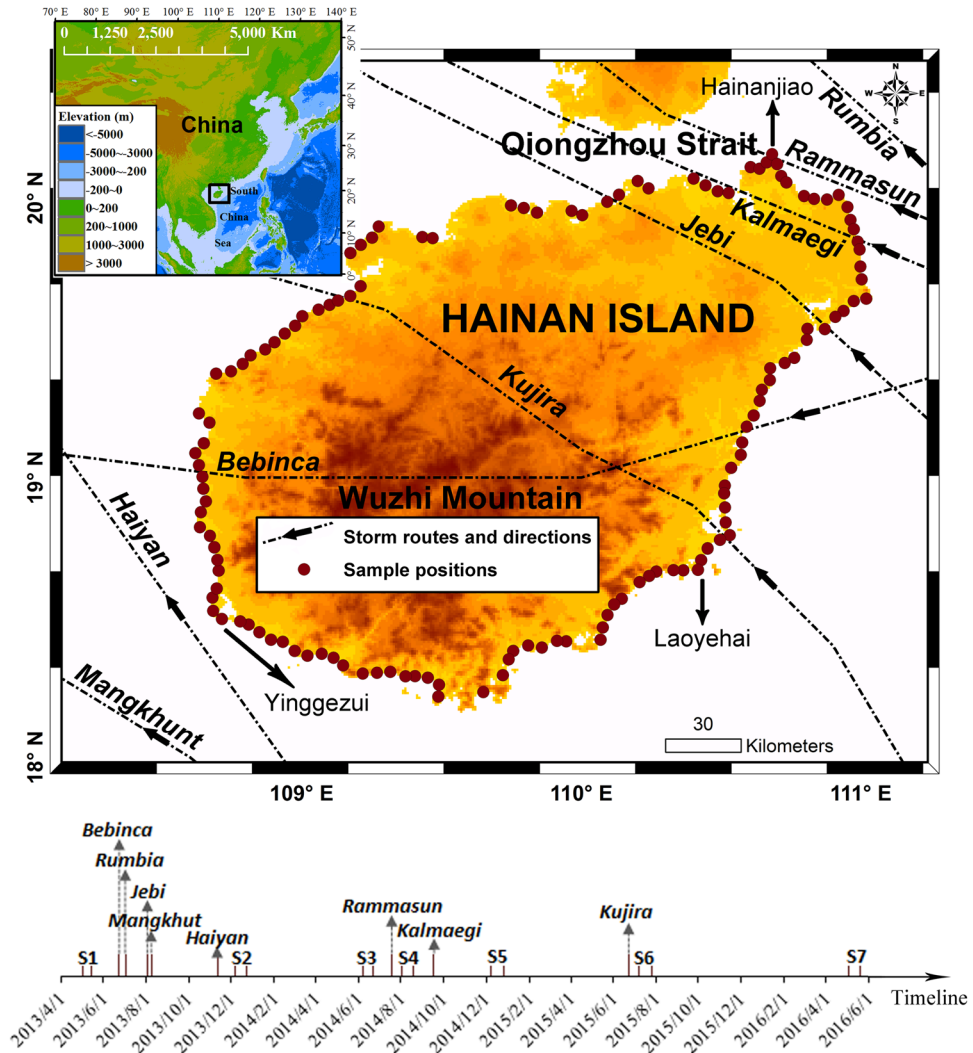 70° E 80° E 90° E 100° E 110° E 120° E 130° E 140° E
0 1,250 2,500 5,000 Km
50° N
40° N
30° N
20° N
10° N
0°
China
South
China
Sea
Elevation (m)
<-5000
-5000~-3000
-3000~-200
-200~0
0~200
200~1000
1000~3000
> 3000
N
W E
S
Hainanjiao
Rumbia
Qiongzhou Strait
Rammasun
Kalmaegi
Jebi
20° N
HAINAN ISLAND
Kujira
Bebinca
19° N
Wuzhi Mountain
Haiyan
Storm routes and directions
Sample positions
Laoyehai
Yinggezui
Mangkhunt
30
Kilometers
18° N
109° E 110° E 111° E
Bebinca
Rumbia
Jebi
Mangkhut
Haiyan
Rammasun
Kalmaegi
Kujira
S1 S2 S3 S4 S5 S6 S7
Timeline
2013/4/1 2013/6/1 2013/8/1 2013/10/1 2013/12/1 2014/2/1 2014/4/1 2014/6/1 2014/8/1 2014/10/1 2014/12/1 2015/2/1 2015/4/1 2015/6/1 2015/8/1 2015/10/1 2015/12/1 2016/2/1 2016/4/1 2016/6/1